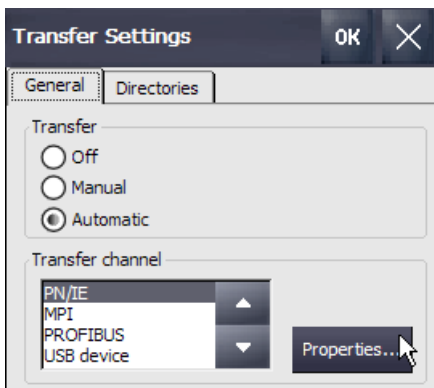 Transfer Settings OK
General Directories
Transfer
Off
Manual
Automatic
Transfer channel
PN/IE
MPI
PROFIBUS
USB device
Properties...